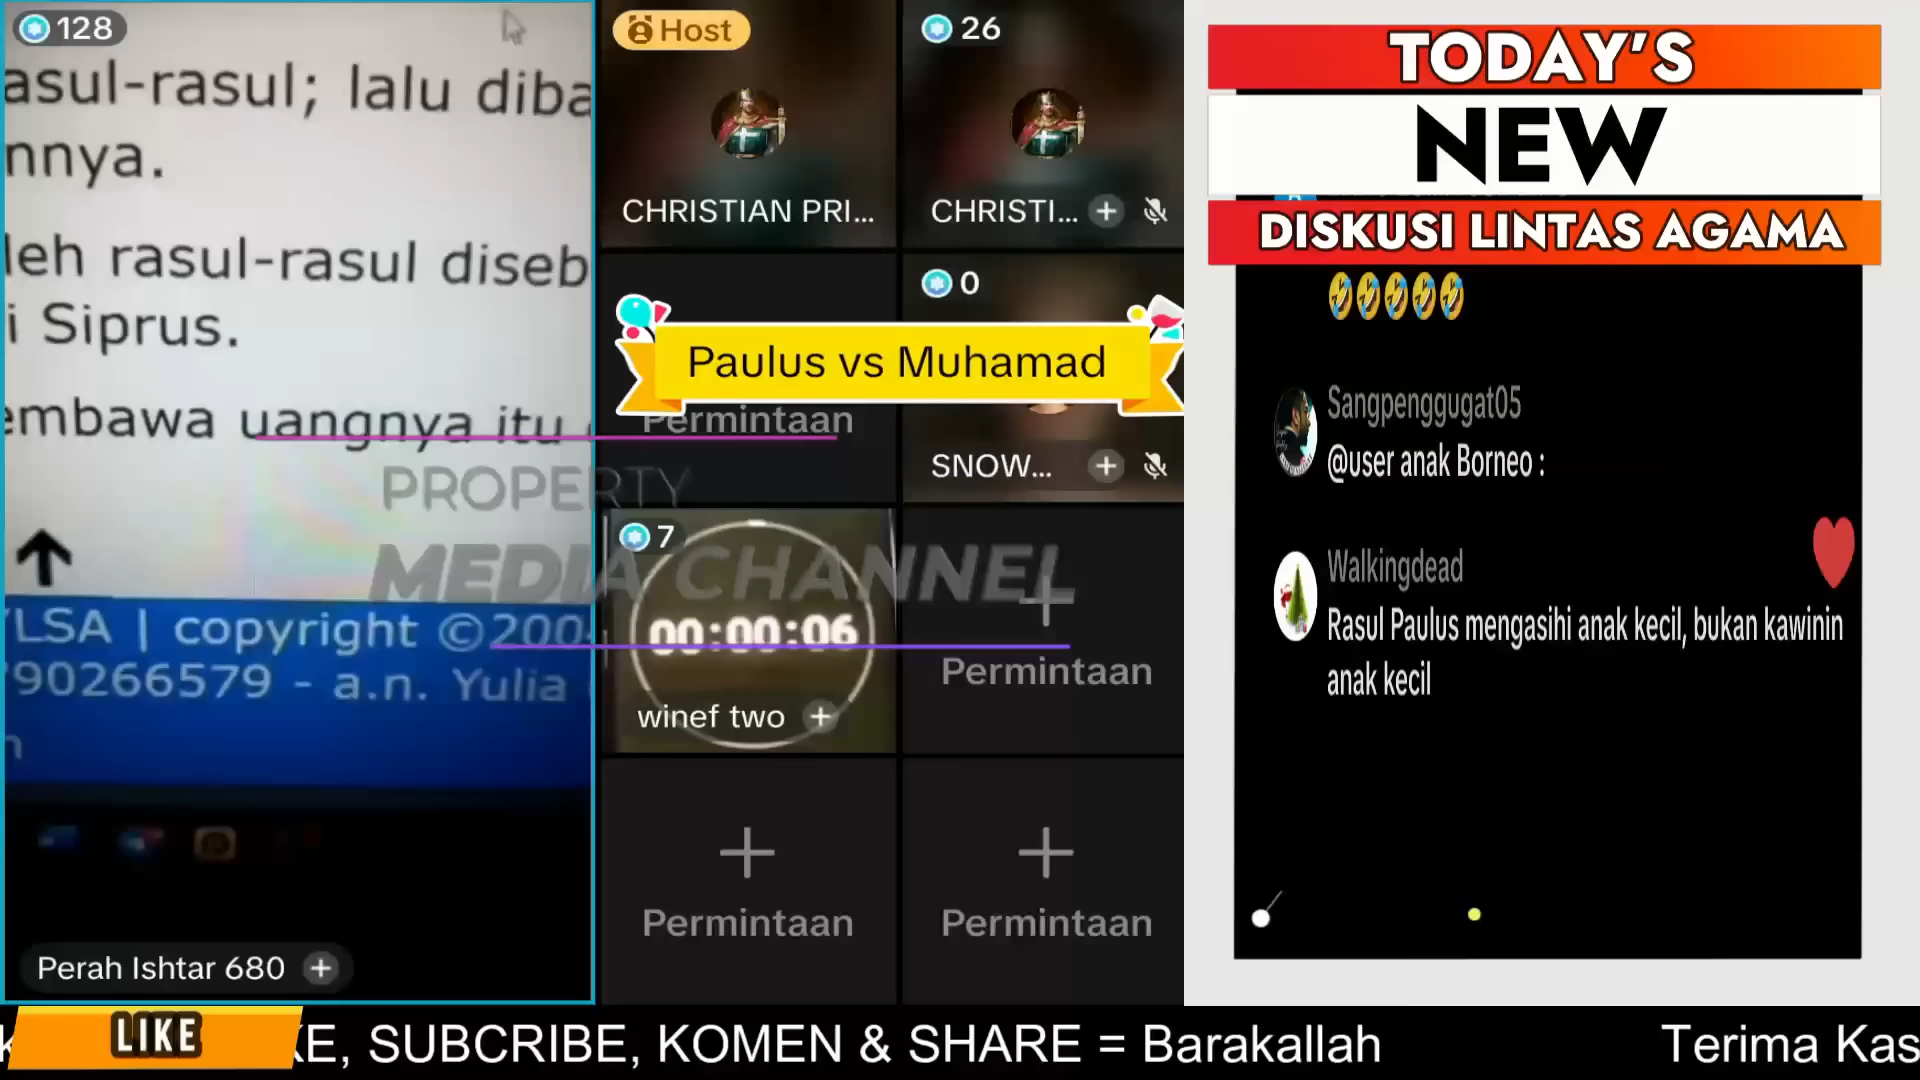 128
asul-rasul; lalu diba
nnya.
leh rasul-rasul diseb
i Siprus.
embawa uangnya itu
YLSA | copyright ©200
790266579 - a.n. Yulia
Perah Ishtar 680
Host
CHRISTIAN PRI...
26
CHRISTI...
0
Paulus vs Muhamad
Permintaan
SNOW...
PROPERTY
MEDIA CHANNEL
7
00:00:06
winef two
Permintaan
Permintaan
Permintaan
TODAY'S
NEW
DISKUSI LINTAS AGAMA
Sangpenggugat05
@user anak Borneo :
Walkingdead
Rasul Paulus mengasihi anak kecil, bukan kawinin
anak kecil
LIKE
KE, SUBCRIBE, KOMEN & SHARE = Barakallah
Terima Kas